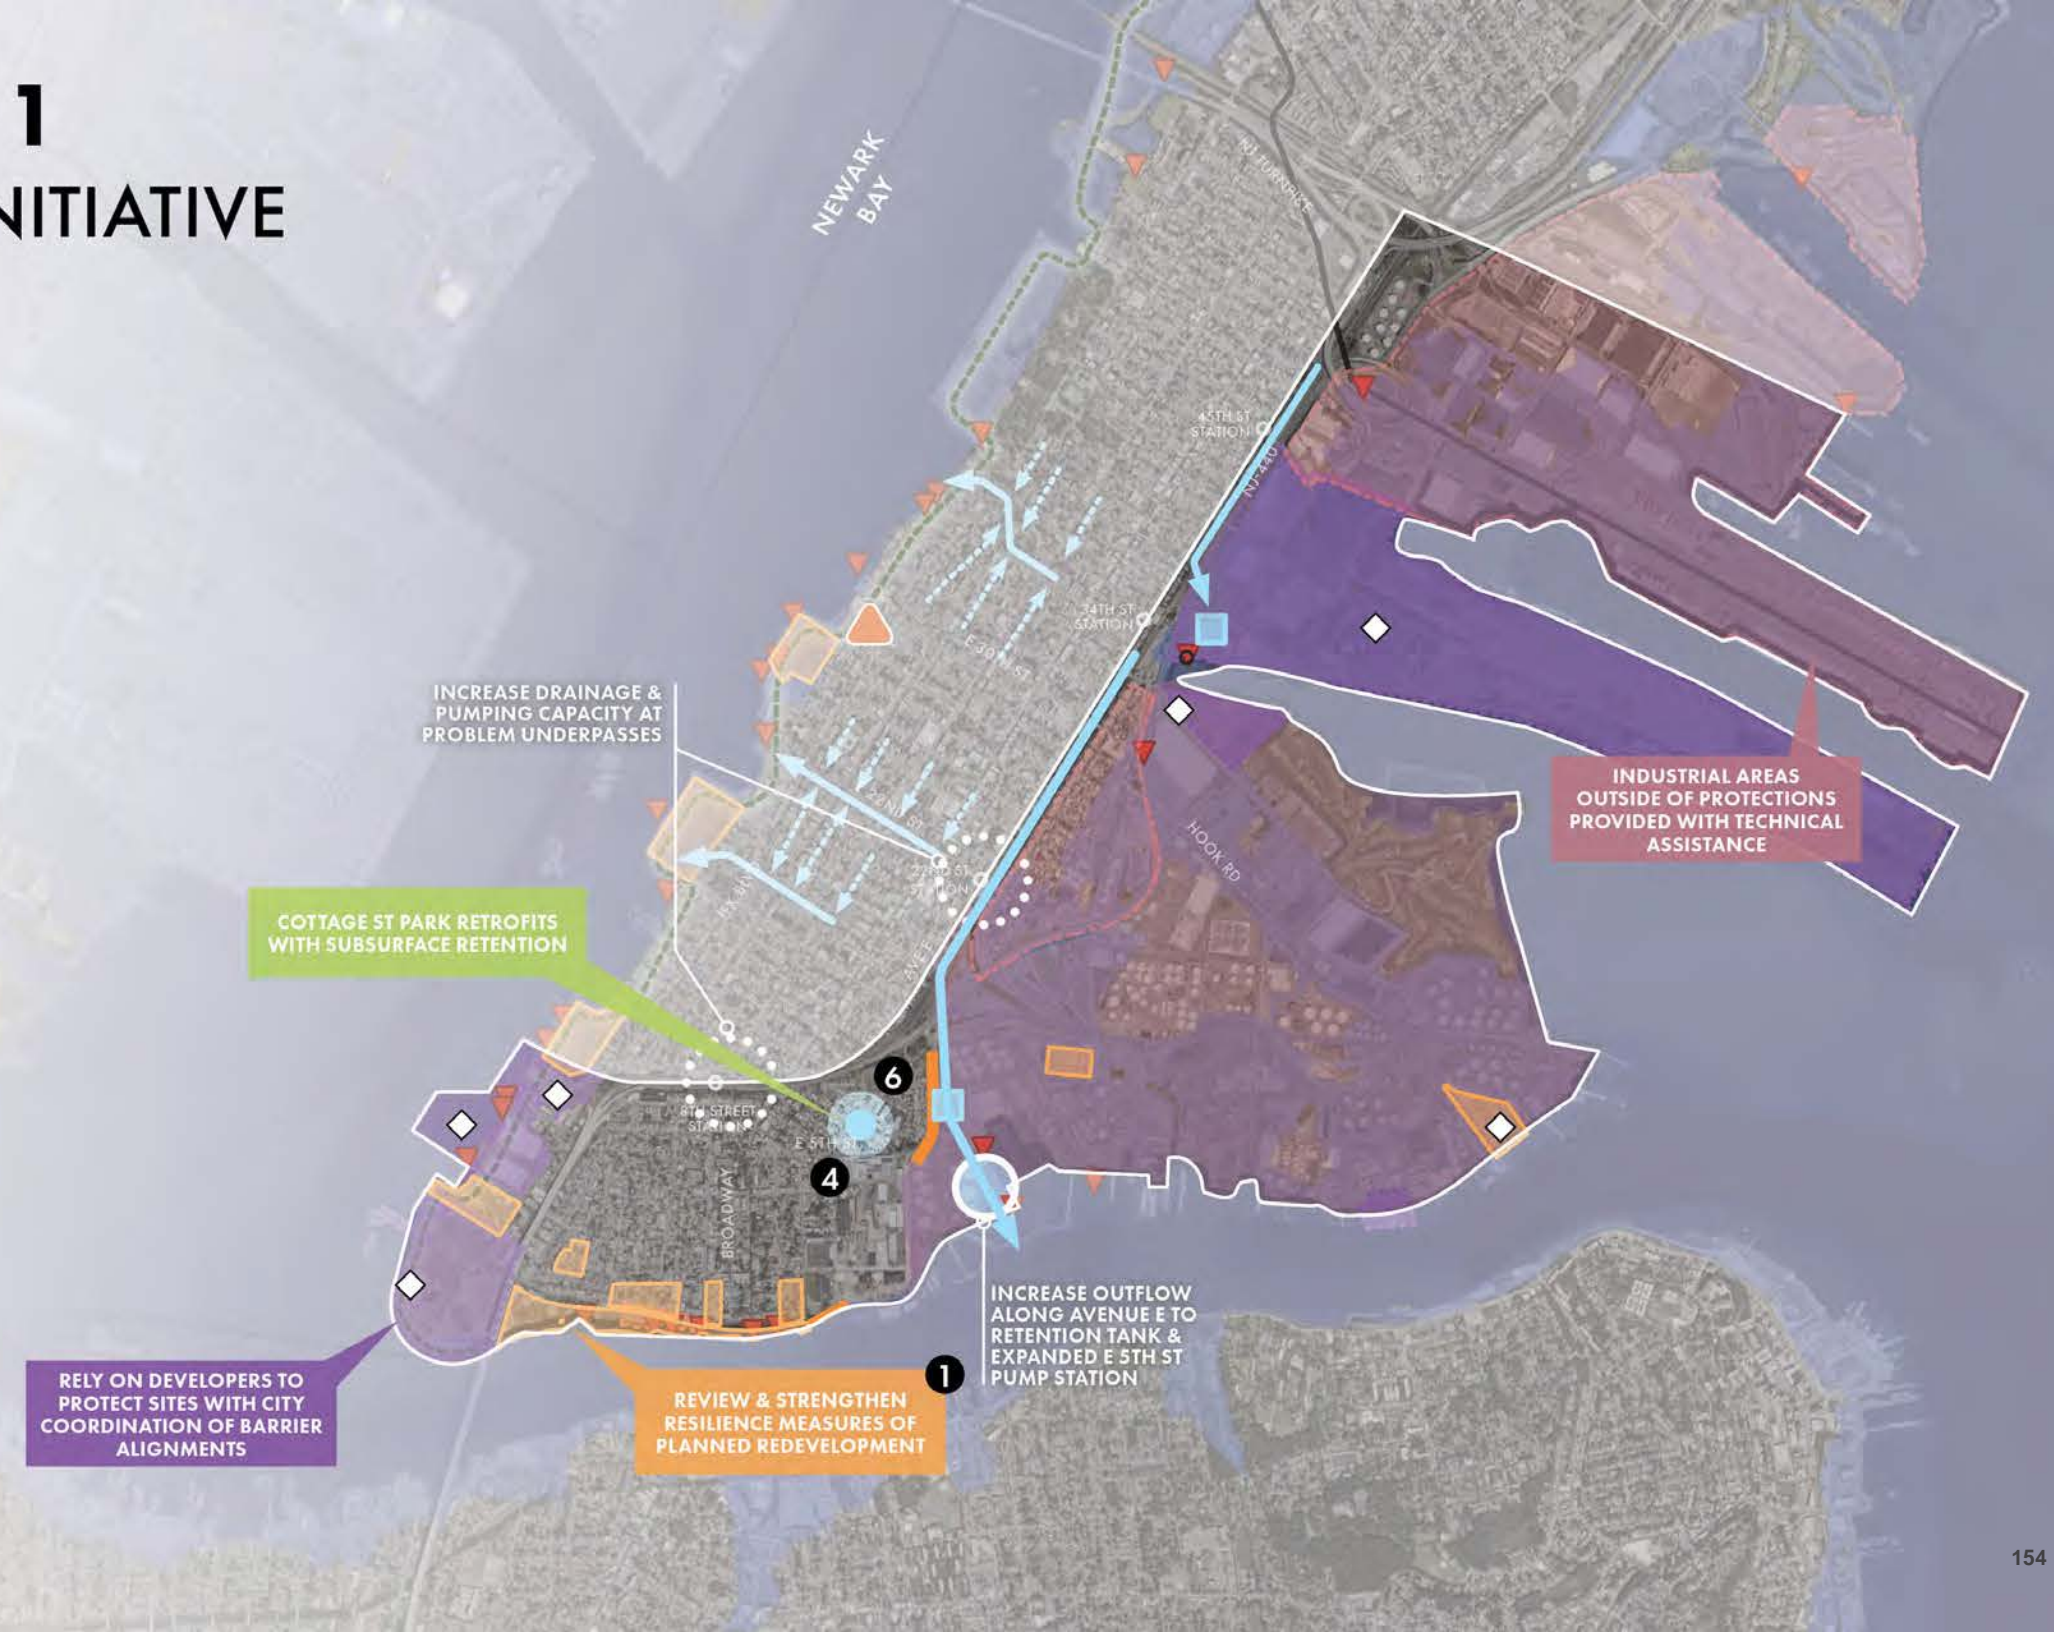 1
NITIATIVE
NEWARK
BAY
NJ TURNPIKE
45TH ST
STATION
NJ-440
34TH ST
STATION
E 30TH ST
INCREASE DRAINAGE &
PUMPING CAPACITY AT
PROBLEM UNDERPASSES
INDUSTRIAL AREAS
OUTSIDE OF PROTECTIONS
PROVIDED WITH TECHNICAL
ASSISTANCE
22ND ST
HOOK RD
22ND ST
STATION
AVE E
COTTAGE ST PARK RETROFITS
WITH SUBSURFACE RETENTION
6
8TH STREET
STATION
E 5TH ST
4
BROADWAY
INCREASE OUTFLOW
ALONG AVENUE E TO
RETENTION TANK &
EXPANDED E 5TH ST
PUMP STATION
1
RELY ON DEVELOPERS TO
PROTECT SITES WITH CITY
COORDINATION OF BARRIER
ALIGNMENTS
REVIEW & STRENGTHEN
RESILIENCE MEASURES OF
PLANNED REDEVELOPMENT
154